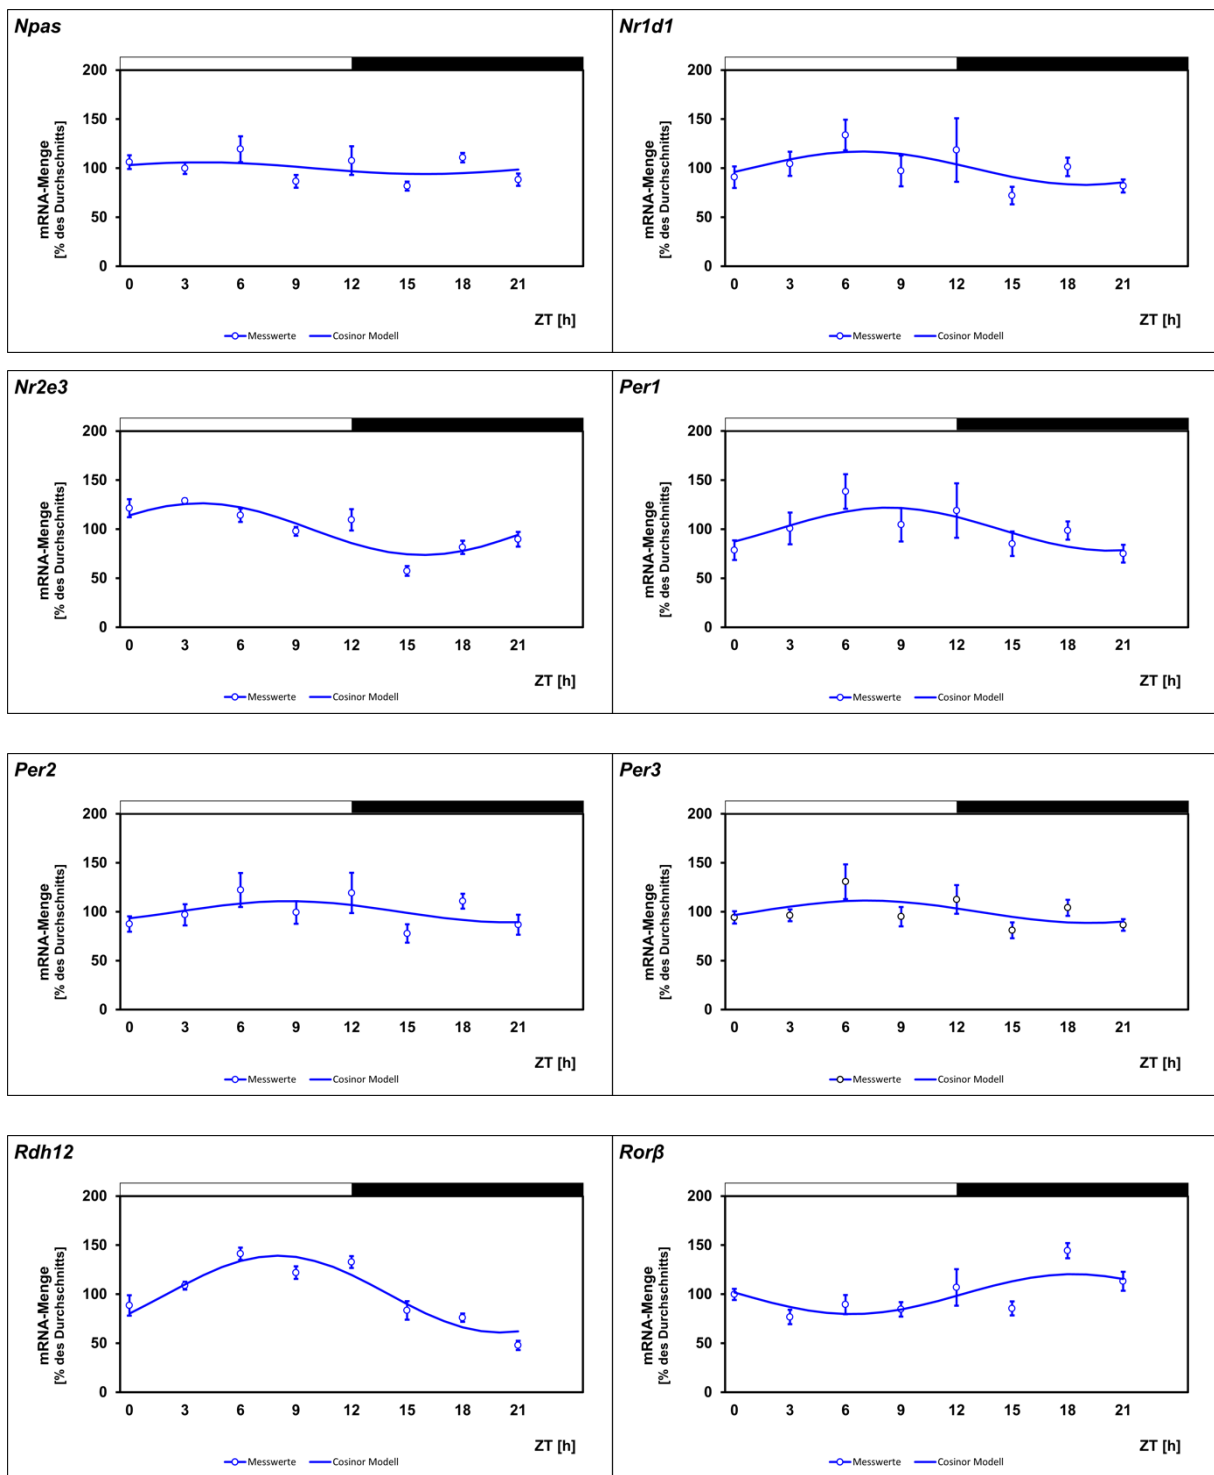 Npas
200
150
100
50
0
mRNA-Menge
[% des Durchschnitts]
0 3 6 9 12 15 18 21
ZT [h]
Messwerte Cosinor Modell
Nr1d1
200
150
100
50
0
mRNA-Menge
[% des Durchschnitts]
0 3 6 9 12 15 18 21
ZT [h]
Messwerte Cosinor Modell
Nr2e3
200
150
100
50
0
mRNA-Menge
[% des Durchschnitts]
0 3 6 9 12 15 18 21
ZT [h]
Messwerte Cosinor Modell
Per1
200
150
100
50
0
mRNA-Menge
[% des Durchschnitts]
0 3 6 9 12 15 18 21
ZT [h]
Messwerte Cosinor Modell
Per2
200
150
100
50
0
mRNA-Menge
[% des Durchschnitts]
0 3 6 9 12 15 18 21
ZT [h]
Messwerte Cosinor Modell
Per3
200
150
100
50
0
mRNA-Menge
[% des Durchschnitts]
0 3 6 9 12 15 18 21
ZT [h]
Messwerte Cosinor Modell
Rdh12
200
150
100
50
0
mRNA-Menge
[% des Durchschnitts]
0 3 6 9 12 15 18 21
ZT [h]
Messwerte Cosinor Modell
Rorβ
200
150
100
50
0
mRNA-Menge
[% des Durchschnitts]
0 3 6 9 12 15 18 21
ZT [h]
Messwerte Cosinor Modell